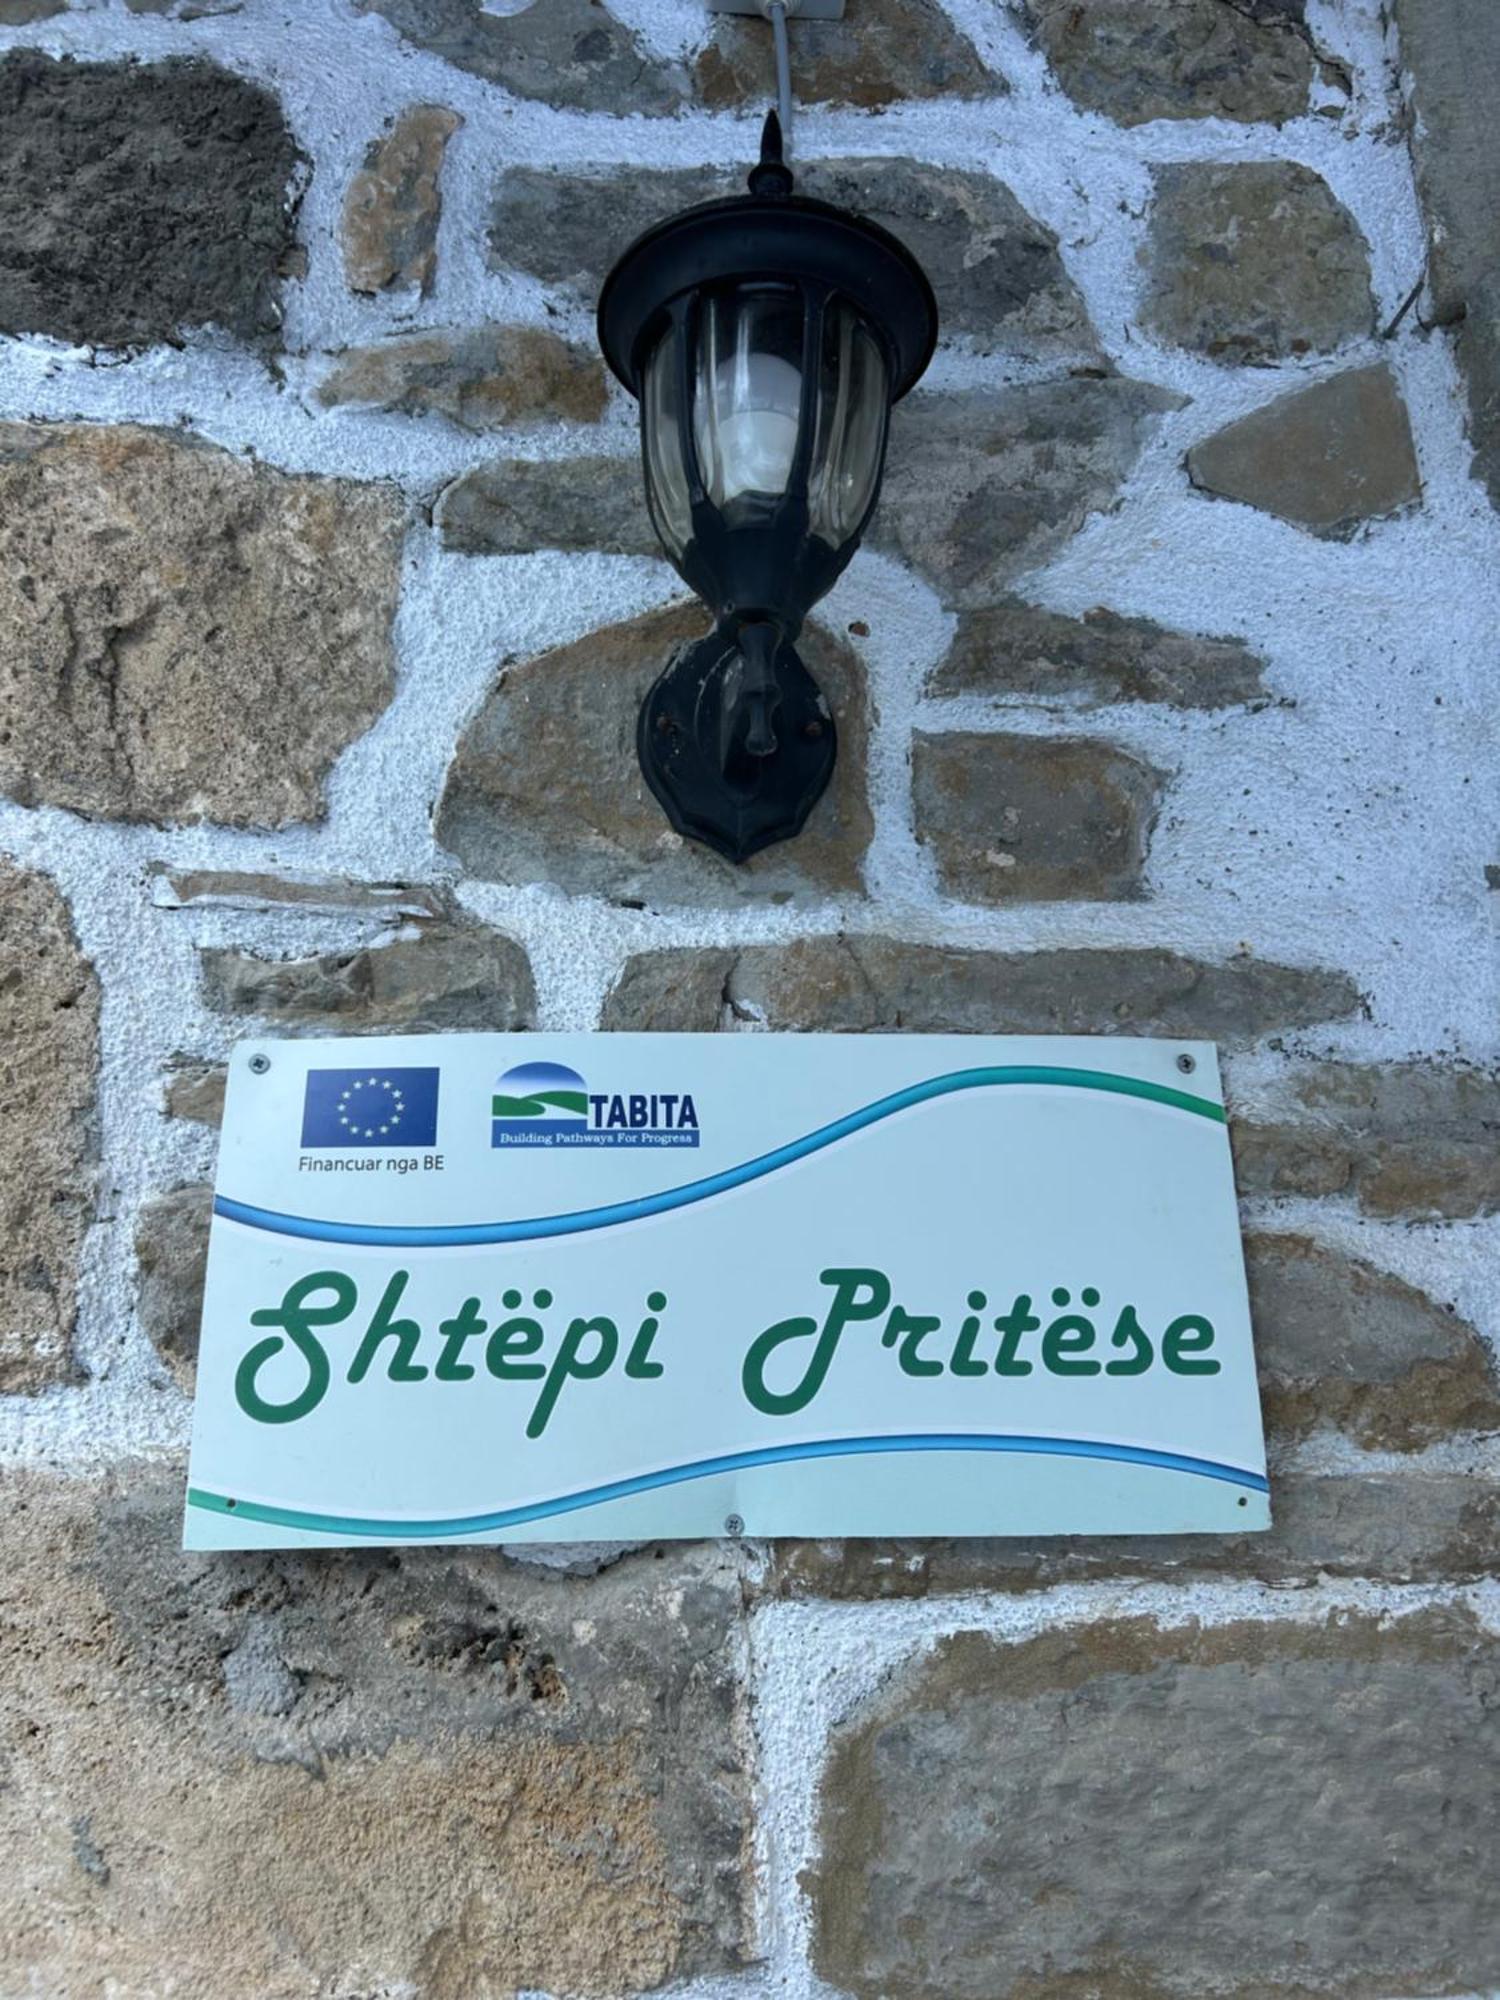 Financuar nga BE
TABITA
Building Pathways For Progress
Shtëpi Pritëse